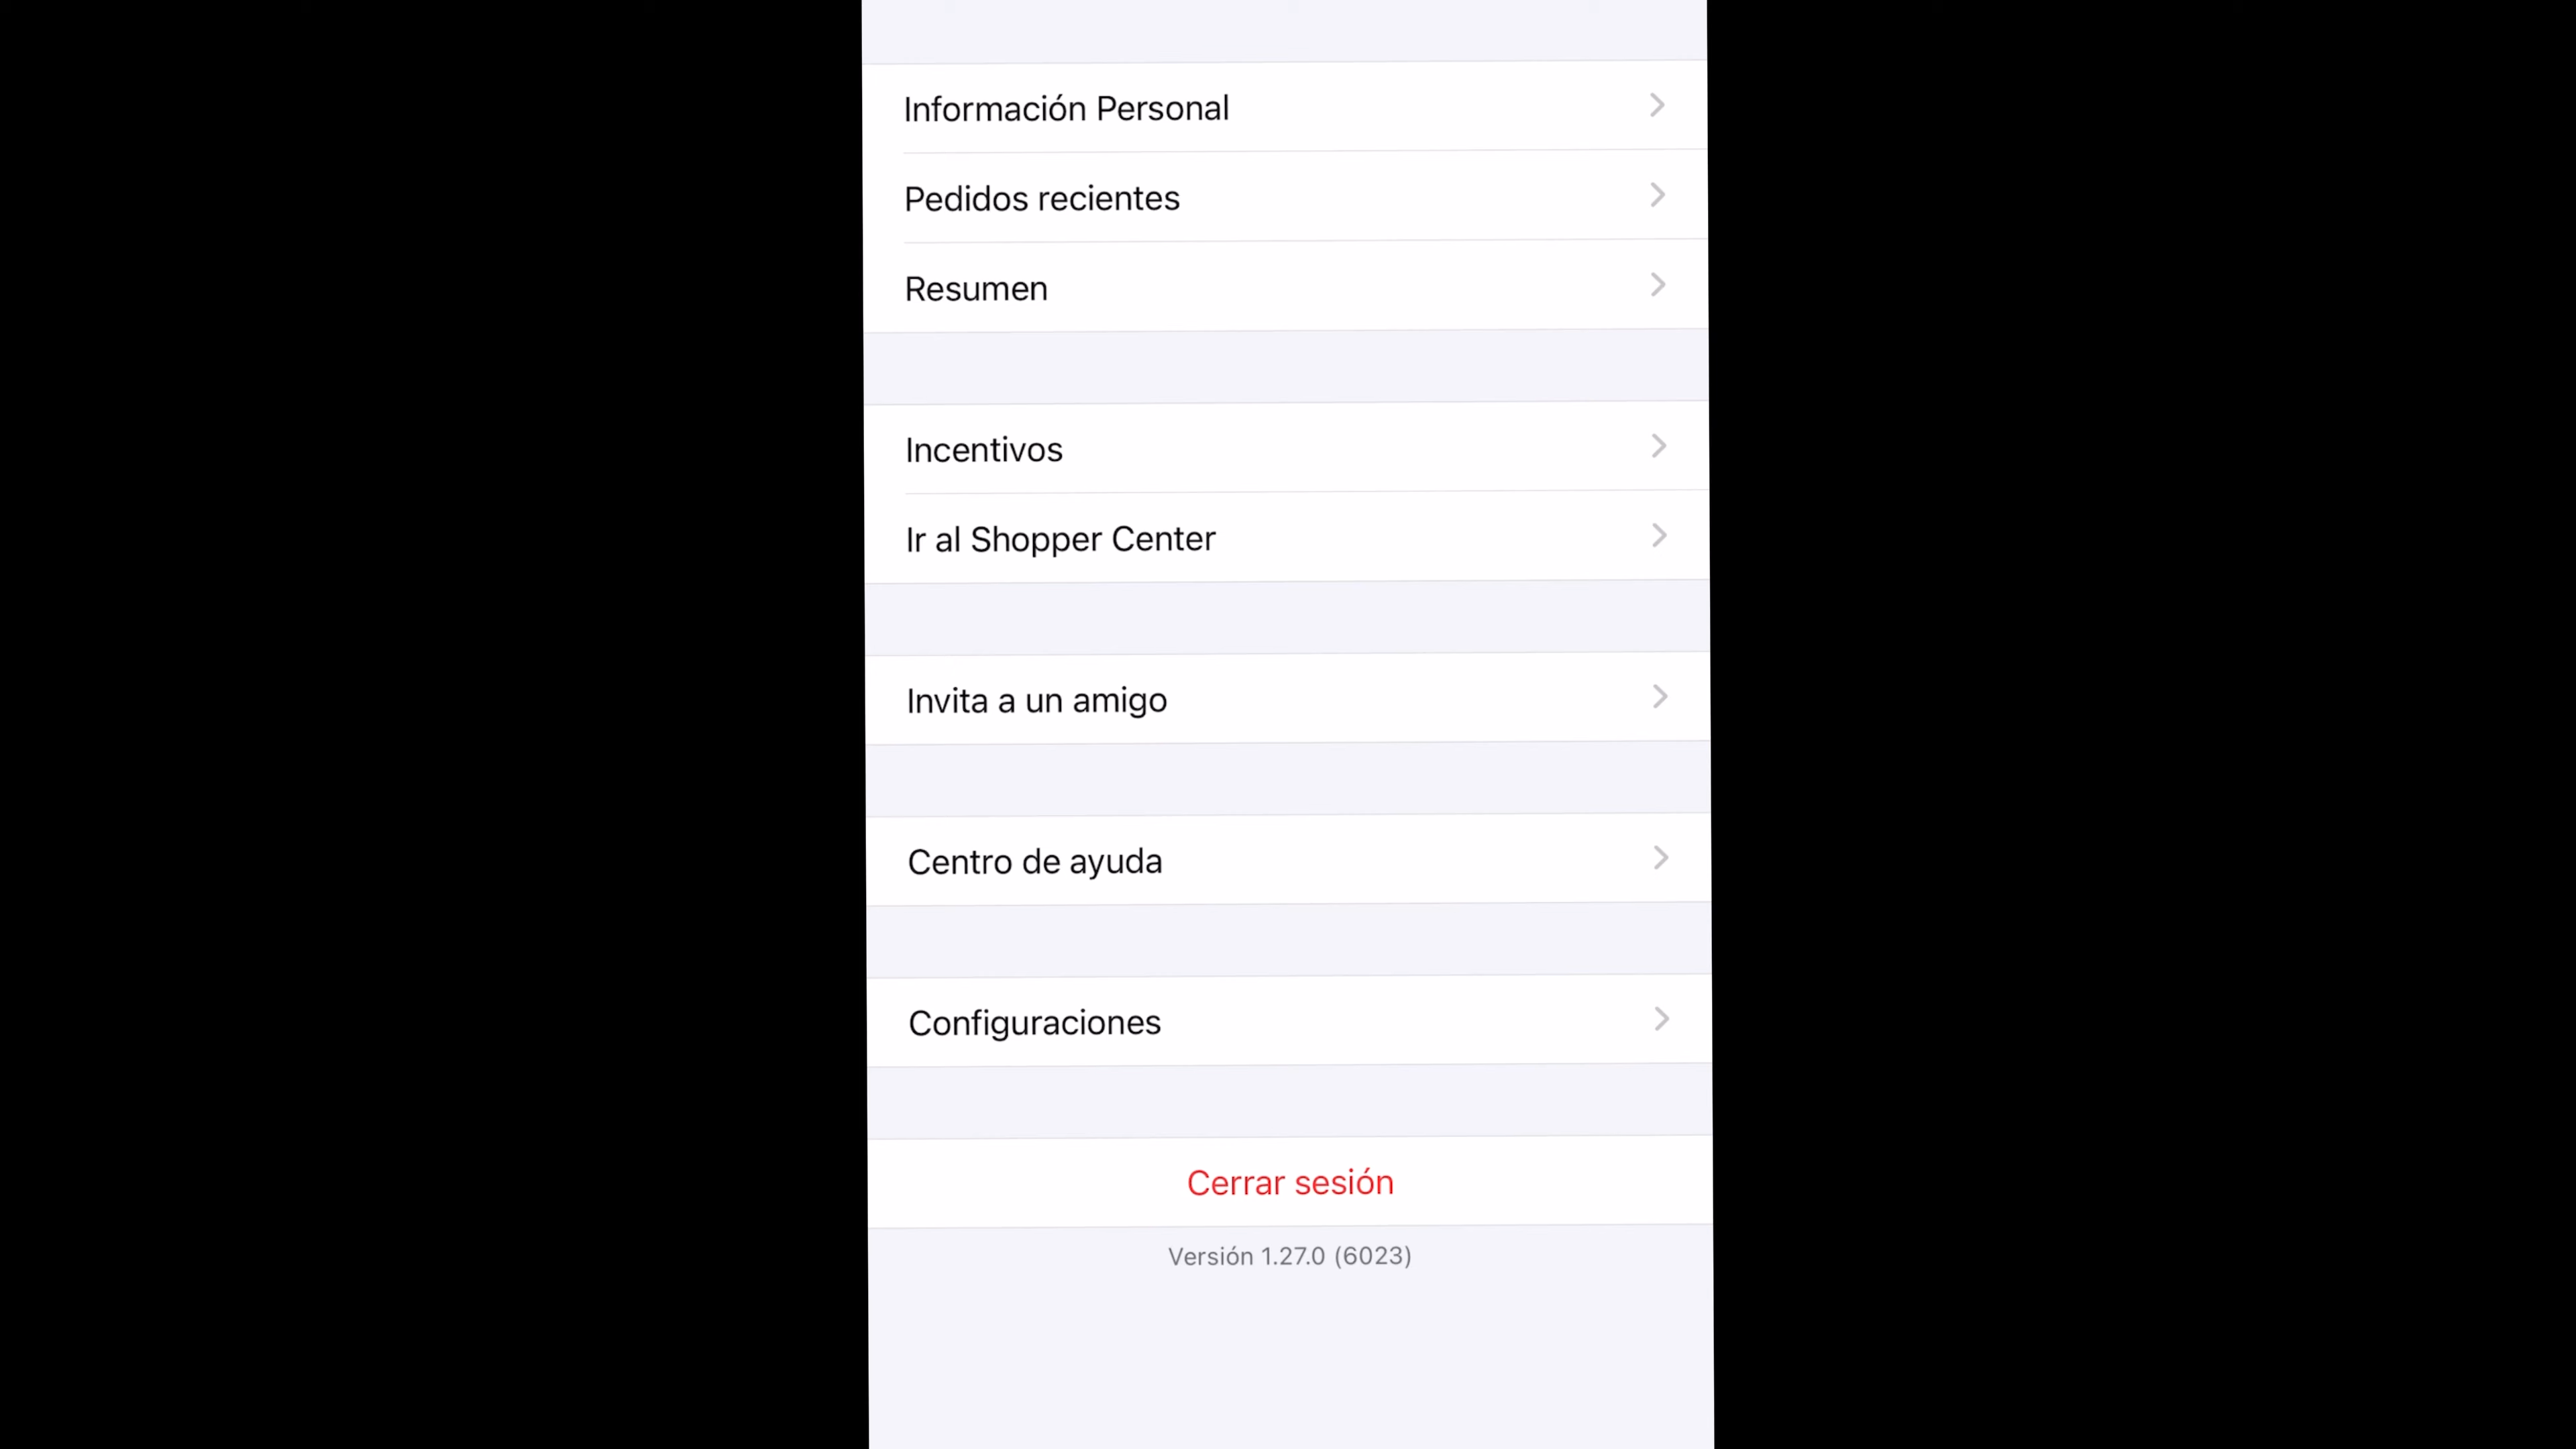 Información Personal
Pedidos recientes
Resumen
Incentivos
Ir al Shopper Center
Invita a un amigo
Centro de ayuda
Configuraciones
Cerrar sesión
Versión 1.27.0 (6023)